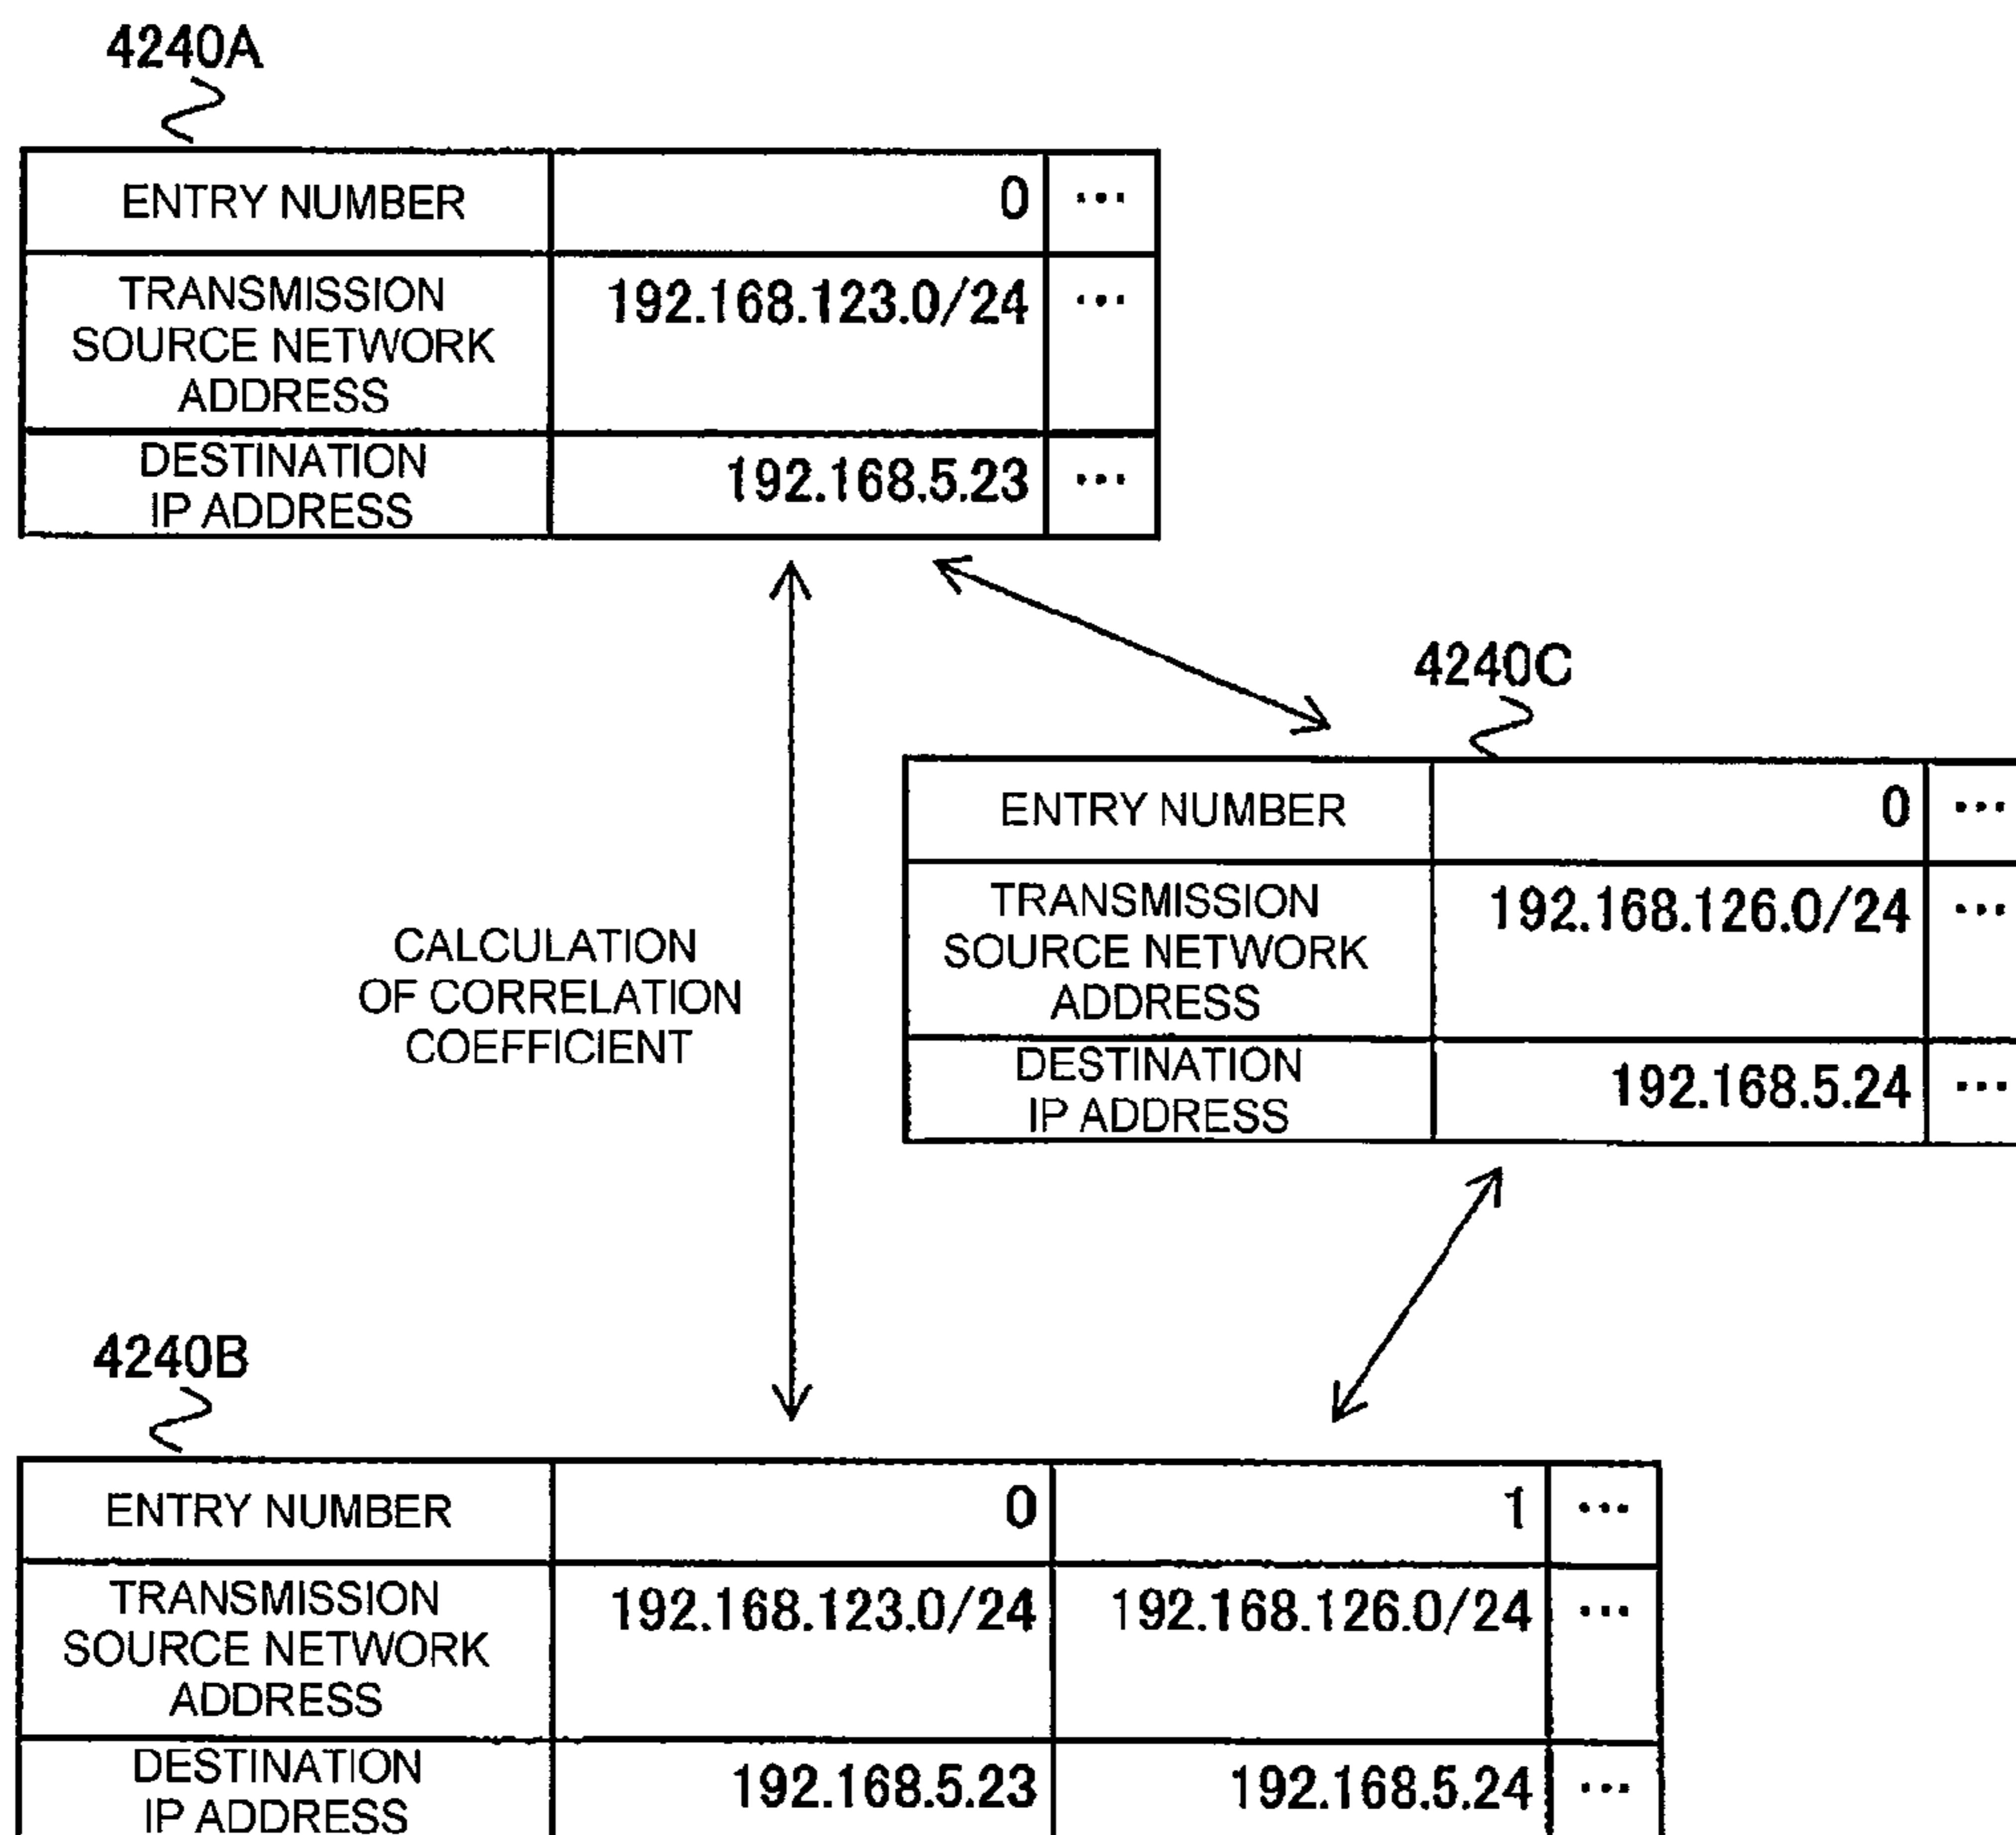 4240A
ENTRY NUMBER 0 ...
TRANSMISSION SOURCE NETWORK ADDRESS 192.168.123.0/24 ...
DESTINATION IP ADDRESS 192.168.5.23 ...
4240C
ENTRY NUMBER 0 ...
TRANSMISSION SOURCE NETWORK ADDRESS 192.168.126.0/24 ...
DESTINATION IP ADDRESS 192.168.5.24 ...
CALCULATION
OF CORRELATION
COEFFICIENT
4240B
ENTRY NUMBER 0 1 ...
TRANSMISSION SOURCE NETWORK ADDRESS 192.168.123.0/24 192.168.126.0/24 ...
DESTINATION IP ADDRESS 192.168.5.23 192.168.5.24 ...